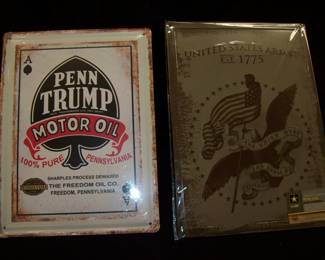 A
PENN
TRUMP
MOTOR OIL
100% PURE PENNSYLVANIA
SHARPLES PROCESS DEWAXED
THE FREEDOM OIL CO.
FREEDOM, PENNSYLVANIA
UNITED STATES ARMY
EST. 1775